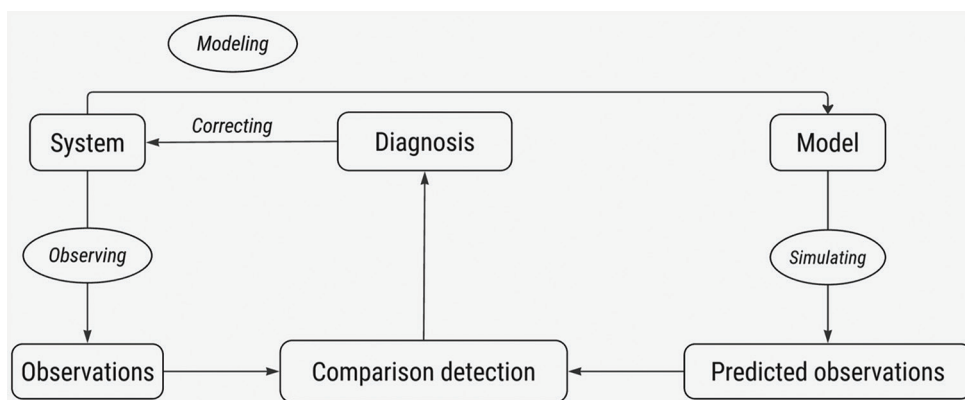 Modeling
System
Correcting
Diagnosis
Model
Observing
Simulating
Observations
Comparison detection
Predicted observations